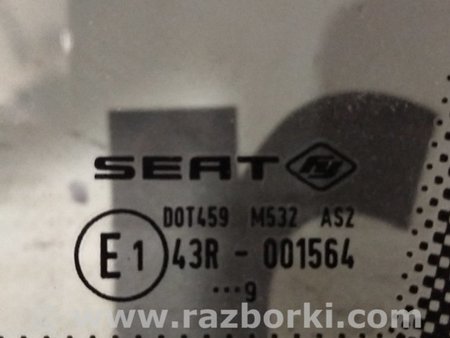 SEAT
DOT459 M532 AS2
E1 43R - 001564
...9
www.razborki.com